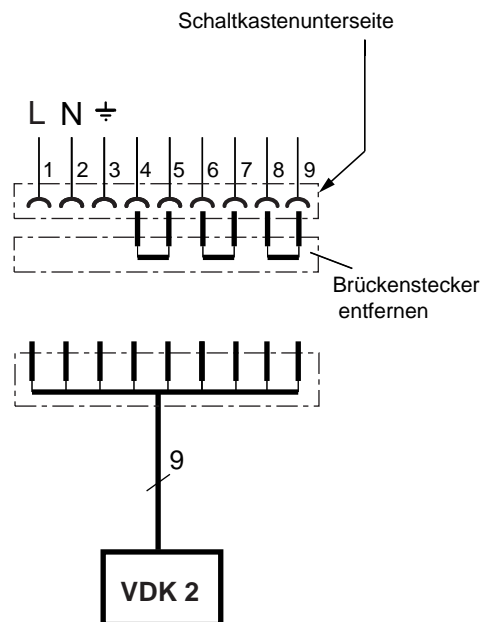 Schaltkastenunterseite
L N ⏚
1 2 3 4 5 6 7 8 9
Brückenstecker
entfernen
9
VDK 2